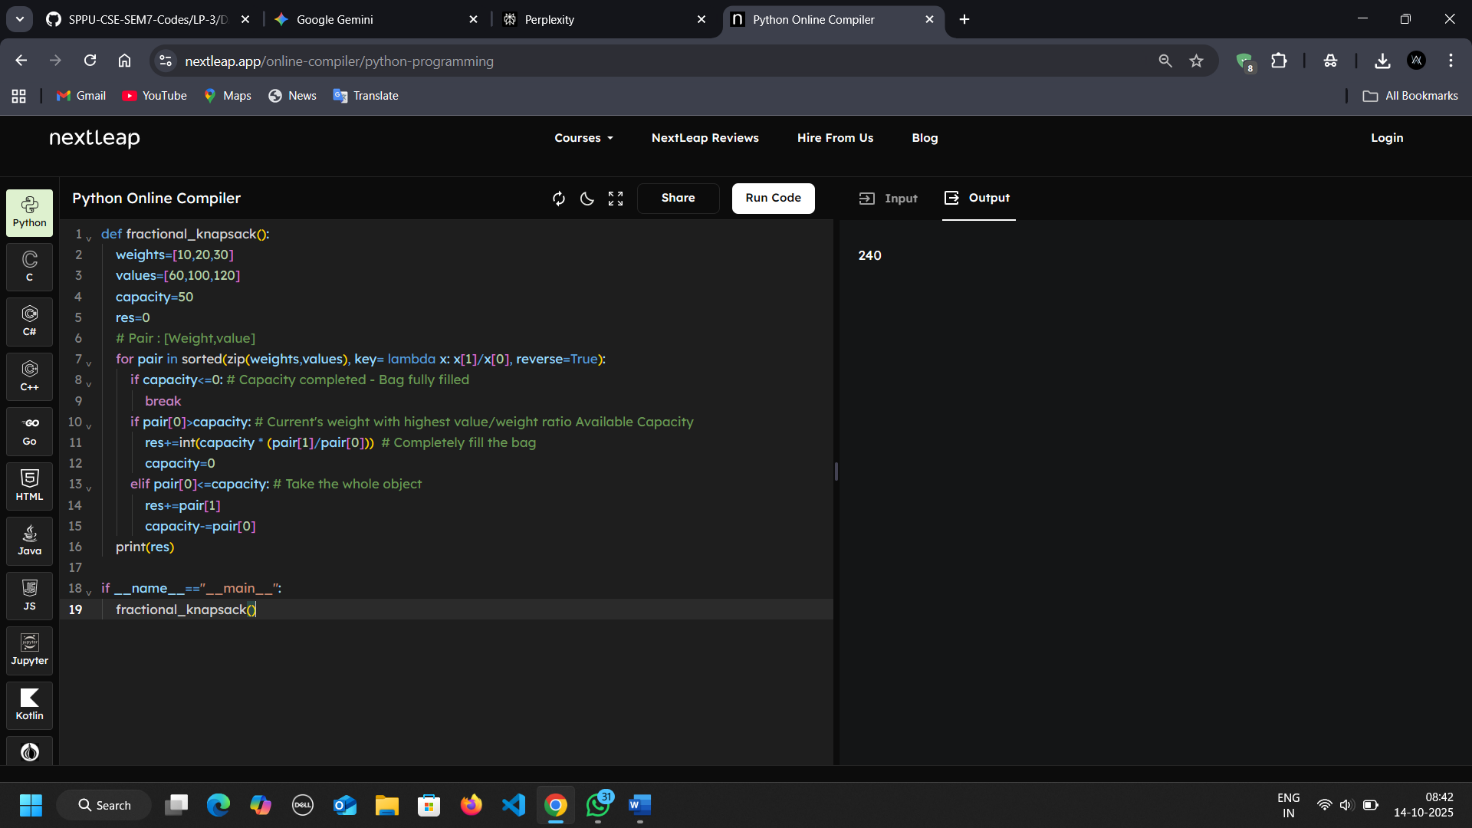 SPPU-CSE-SEM7-Codes/LP-3/D
Google Gemini
Perplexity
n Python Online Compiler
nextleap.app/online-compiler/python-programming
8
Gmail
YouTube
Maps
News
Translate
All Bookmarks
nextleap
Courses
NextLeap Reviews
Hire From Us
Blog
Login
Python
C
C#
C++
GO
Go
HTML
Java
JS
Jupyter
Kotlin
Python Online Compiler
Share
Run Code
Input
Output
1 def fractional_knapsack():
2 weights=[10,20,30]
3 values=[60,100,120]
4 capacity=50
5 res=0
6 # Pair : [Weight,value]
7 for pair in sorted(zip(weights,values), key= lambda x: x[1]/x[0], reverse=True):
8 if capacity<=0: # Capacity completed - Bag fully filled
9 break
10 if pair[0]>capacity: # Current's weight with highest value/weight ratio Available Capacity
11 res+=int(capacity * (pair[1]/pair[0])) # Completely fill the bag
12 capacity=0
13 elif pair[0]<=capacity: # Take the whole object
14 res+=pair[1]
15 capacity-=pair[0]
16 print(res)
17
18 if __name__=="__main__":
19 fractional_knapsack()
240
Search
DELL
31
ENG
IN
08:42
14-10-2025